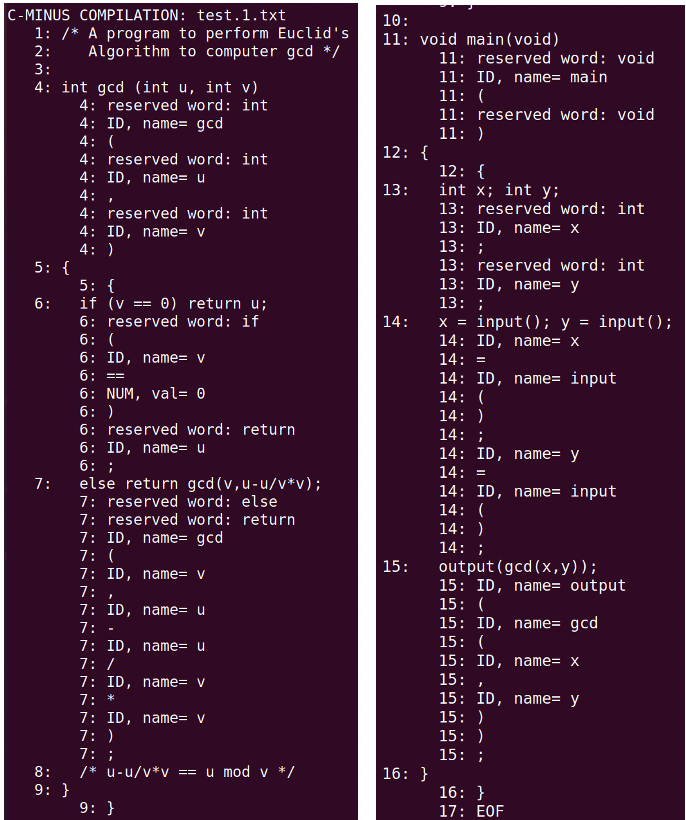 C-MINUS COMPILATION: test.1.txt
   1: /* A program to perform Euclid's
   2:    Algorithm to computer gcd */
   3:
   4: int gcd (int u, int v)
        4: reserved word: int
        4: ID, name= gcd
        4: (
        4: reserved word: int
        4: ID, name= u
        4: ,
        4: reserved word: int
        4: ID, name= v
        4: )
   5: {
        5: {
   6:   if (v == 0) return u;
        6: reserved word: if
        6: (
        6: ID, name= v
        6: ==
        6: NUM, val= 0
        6: )
        6: reserved word: return
        6: ID, name= u
        6: ;
   7:   else return gcd(v,u-u/v*v);
        7: reserved word: else
        7: reserved word: return
        7: ID, name= gcd
        7: (
        7: ID, name= v
        7: ,
        7: ID, name= u
        7: -
        7: ID, name= u
        7: /
        7: ID, name= v
        7: *
        7: ID, name= v
        7: )
        7: ;
   8:   /* u-u/v*v == u mod v */
   9: }
        9: }
10:
11: void main(void)
      11: reserved word: void
      11: ID, name= main
      11: (
      11: reserved word: void
      11: )
12: {
      12: {
13:   int x; int y;
      13: reserved word: int
      13: ID, name= x
      13: ;
      13: reserved word: int
      13: ID, name= y
      13: ;
14:   x = input(); y = input();
      14: ID, name= x
      14: =
      14: ID, name= input
      14: (
      14: )
      14: ;
      14: ID, name= y
      14: =
      14: ID, name= input
      14: (
      14: )
      14: ;
15:   output(gcd(x,y));
      15: ID, name= output
      15: (
      15: ID, name= gcd
      15: (
      15: ID, name= x
      15: ,
      15: ID, name= y
      15: )
      15: )
      15: ;
16: }
      16: }
      17: EOF